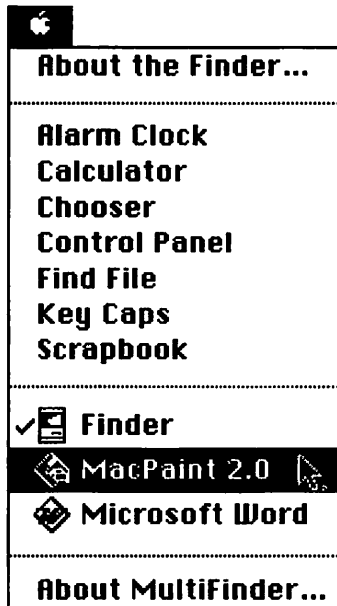 About the Finder...
Alarm Clock
Calculator
Chooser
Control Panel
Find File
Key Caps
Scrapbook
Finder
MacPaint 2.0
Microsoft Word
About MultiFinder...